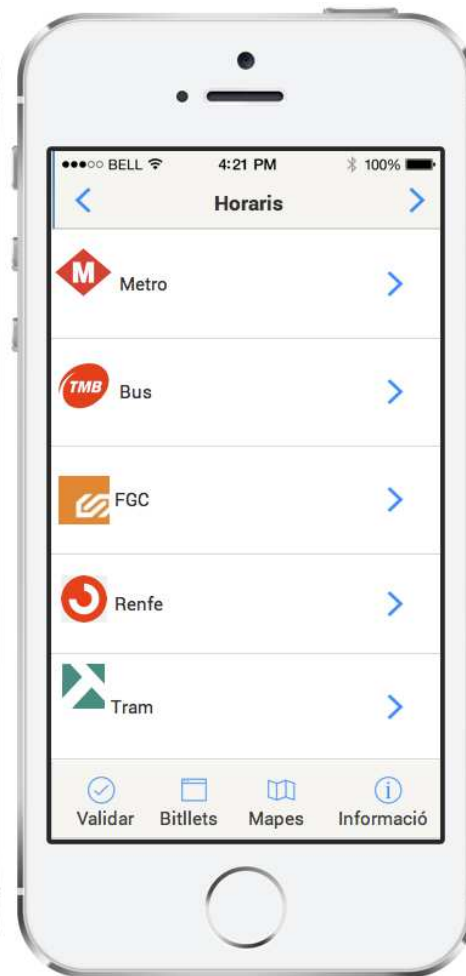 BELL 4:21 PM 100%
Horaris
M Metro
TMB Bus
FGC
Renfe
Tram
Validar Bitllets Mapes Informació